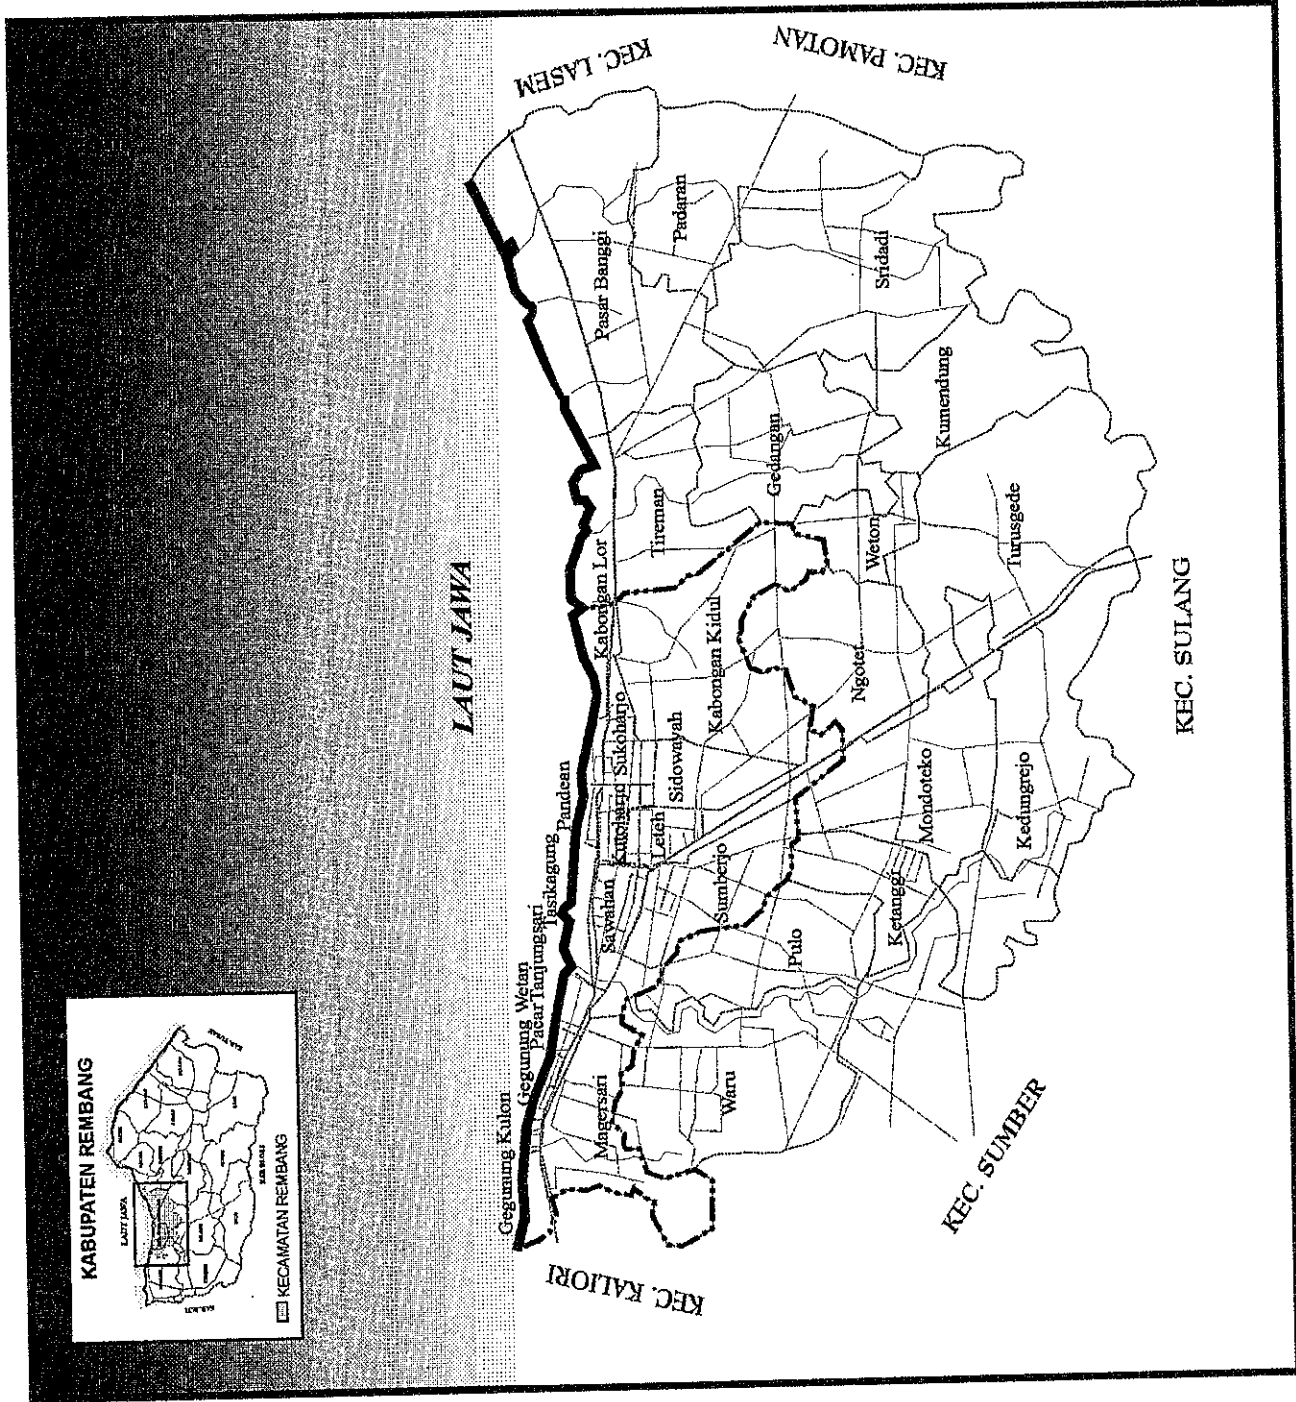 KABUPATEN REMBANG
LAUT JAWA
KECAMATAN REMBANG
LAUT JAWA
KEC. KALIORI
KEC. LASEM
KEC. PAMOTAN
KEC. SUMBER
KEC. SULANG
Gegunung Kulon
Gegunung Wetan
Pacar
Tanjungsari
Tasikagung
Pandean
Kabongan Lor
Magersari
Sawahan
Kutoharjo
Sukoharjo
Leteh
Sidowayah
Tireman
Pasar Banggi
Padaran
Waru
Sumberjo
Kabongan Kidul
Gedangan
Pulo
Ngotet
Weton
Sridadi
Ketanggi
Mondoteko
Kumendung
Kedungrejo
Turusgede